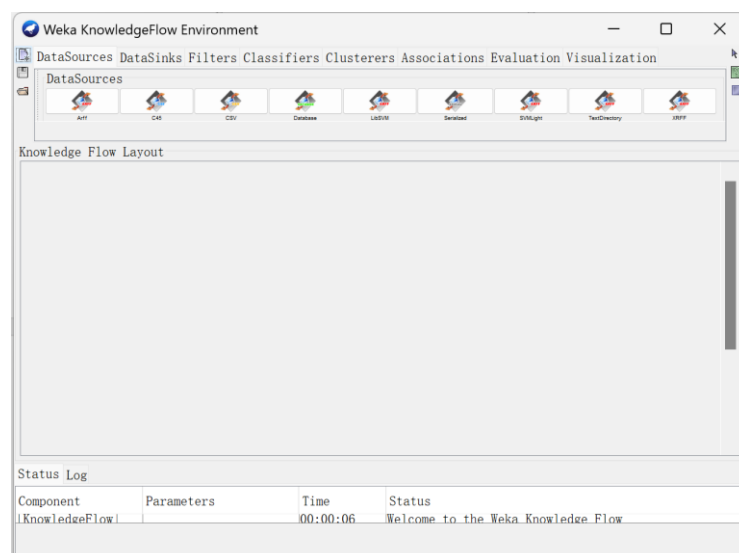 Weka KnowledgeFlow Environment
DataSources DataSinks Filters Classifiers Clusterers Associations Evaluation Visualization
DataSources
Arff C45 CSV Database LibSVM Serialized SVMLight TextDirectory XRFF
Knowledge Flow Layout
Status Log
Component Parameters Time Status
|KnowledgeFlow| 00:00:06 Welcome to the Weka Knowledge Flow